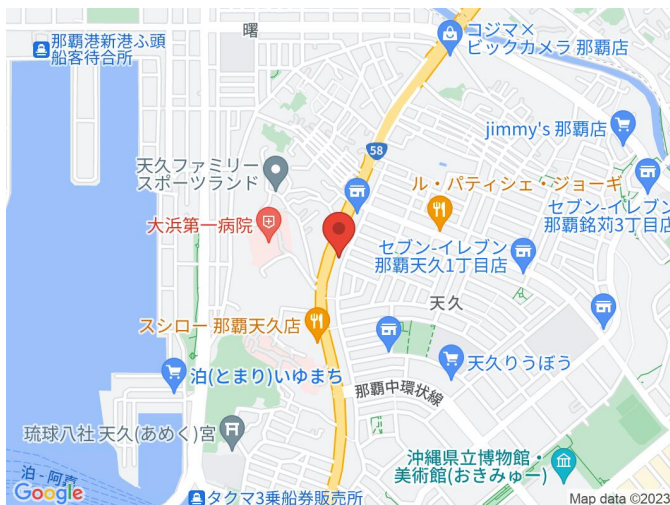 那覇港新港ふ頭
船客待合所
曙
コジマ×
ビックカメラ 那覇店
jimmy's 那覇店
58
天久ファミリー
スポーツランド
ル・パティシェ・ジョーギ
セブン-イレブン
那覇銘苅3丁目店
大浜第一病院
セブン-イレブン
那覇天久1丁目店
天久
スシロー 那覇天久店
泊(とまり)いゆまち
天久りうぼう
那覇中環状線
琉球八社 天久(あめく)宮
沖縄県立博物館・
美術館(おきみゅー)
泊 - 阿嘉
Google
タクマ3乗船券販売所
Map data ©2023